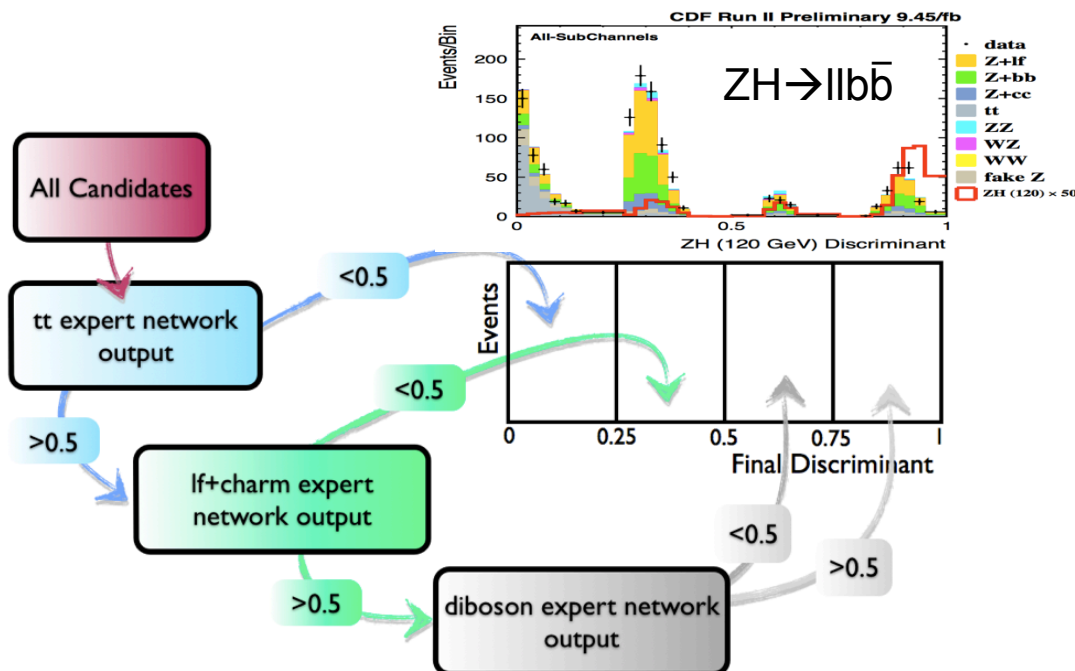 CDF Run II Preliminary 9.45/fb
All-SubChannels
Events/Bin
200
150
100
50
0
0
0.5
1
ZH (120 GeV) Discriminant
ZH→llbb̄
data
Z+lf
Z+bb
Z+cc
tt
ZZ
WZ
WW
fake Z
ZH (120) × 50
All Candidates
<0.5
tt expert network
output
<0.5
>0.5
Events
0
0.25
0.5
0.75
1
Final Discriminant
lf+charm expert
network output
<0.5
>0.5
>0.5
diboson expert network
output